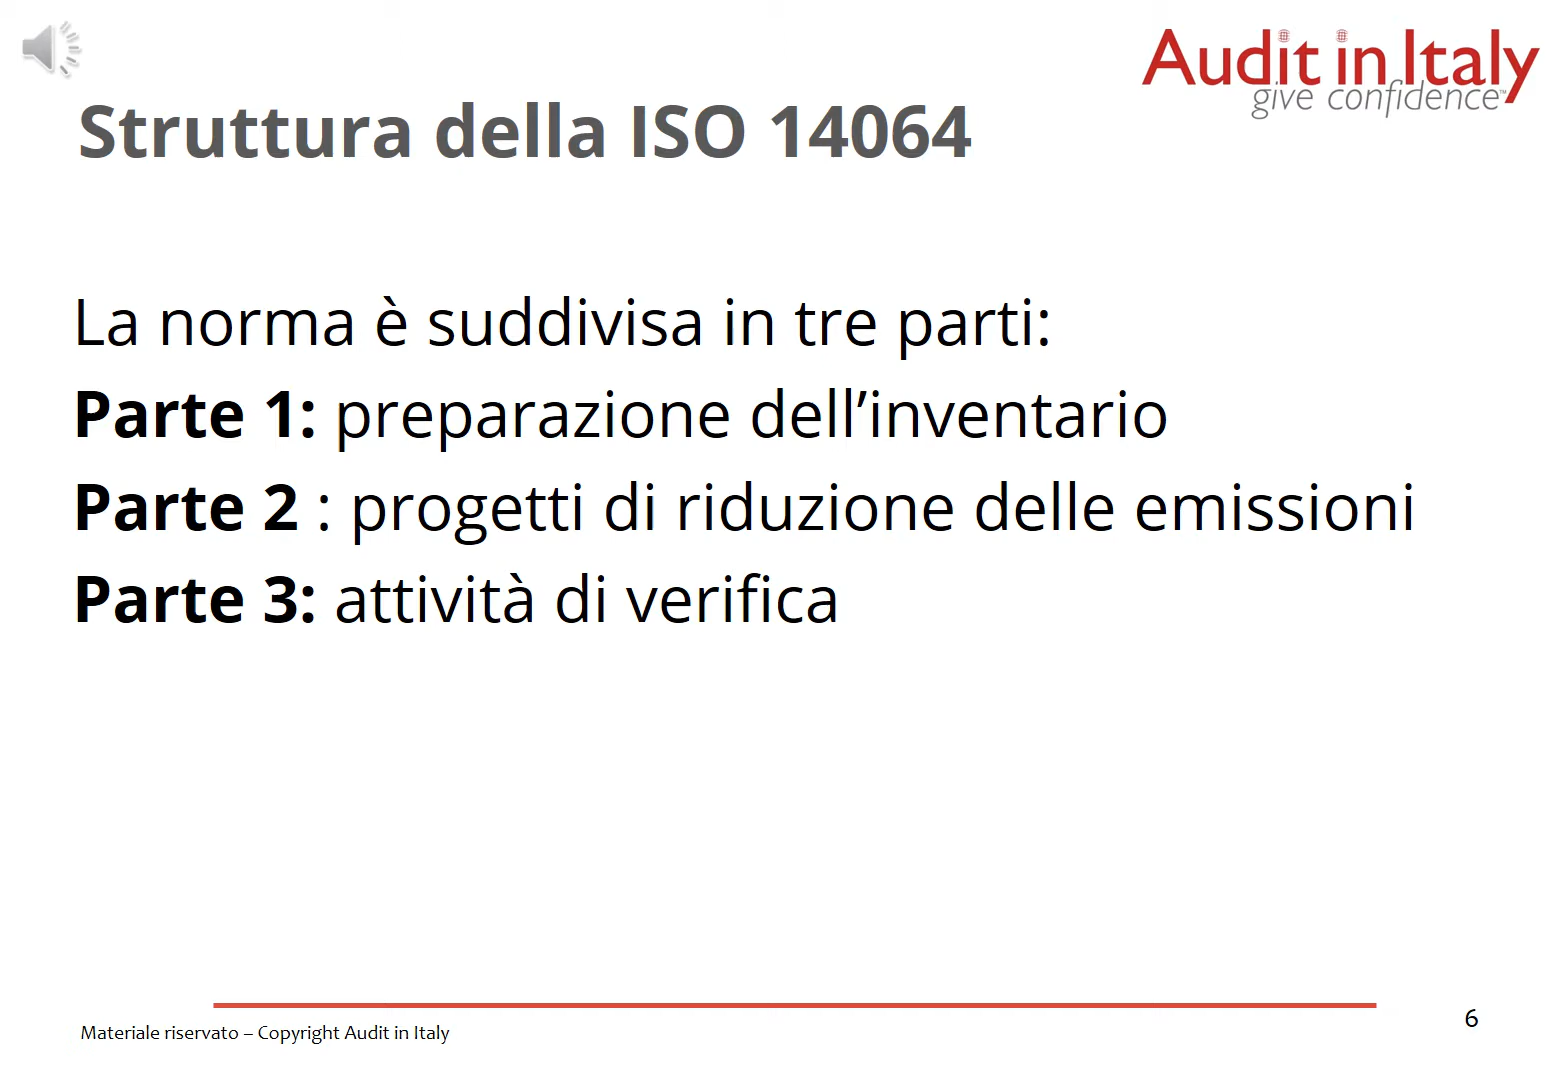 Audit in Italy
give confidence™
Struttura della ISO 14064
La norma è suddivisa in tre parti:
Parte 1: preparazione dell’inventario
Parte 2 : progetti di riduzione delle emissioni
Parte 3: attività di verifica
Materiale riservato – Copyright Audit in Italy
6